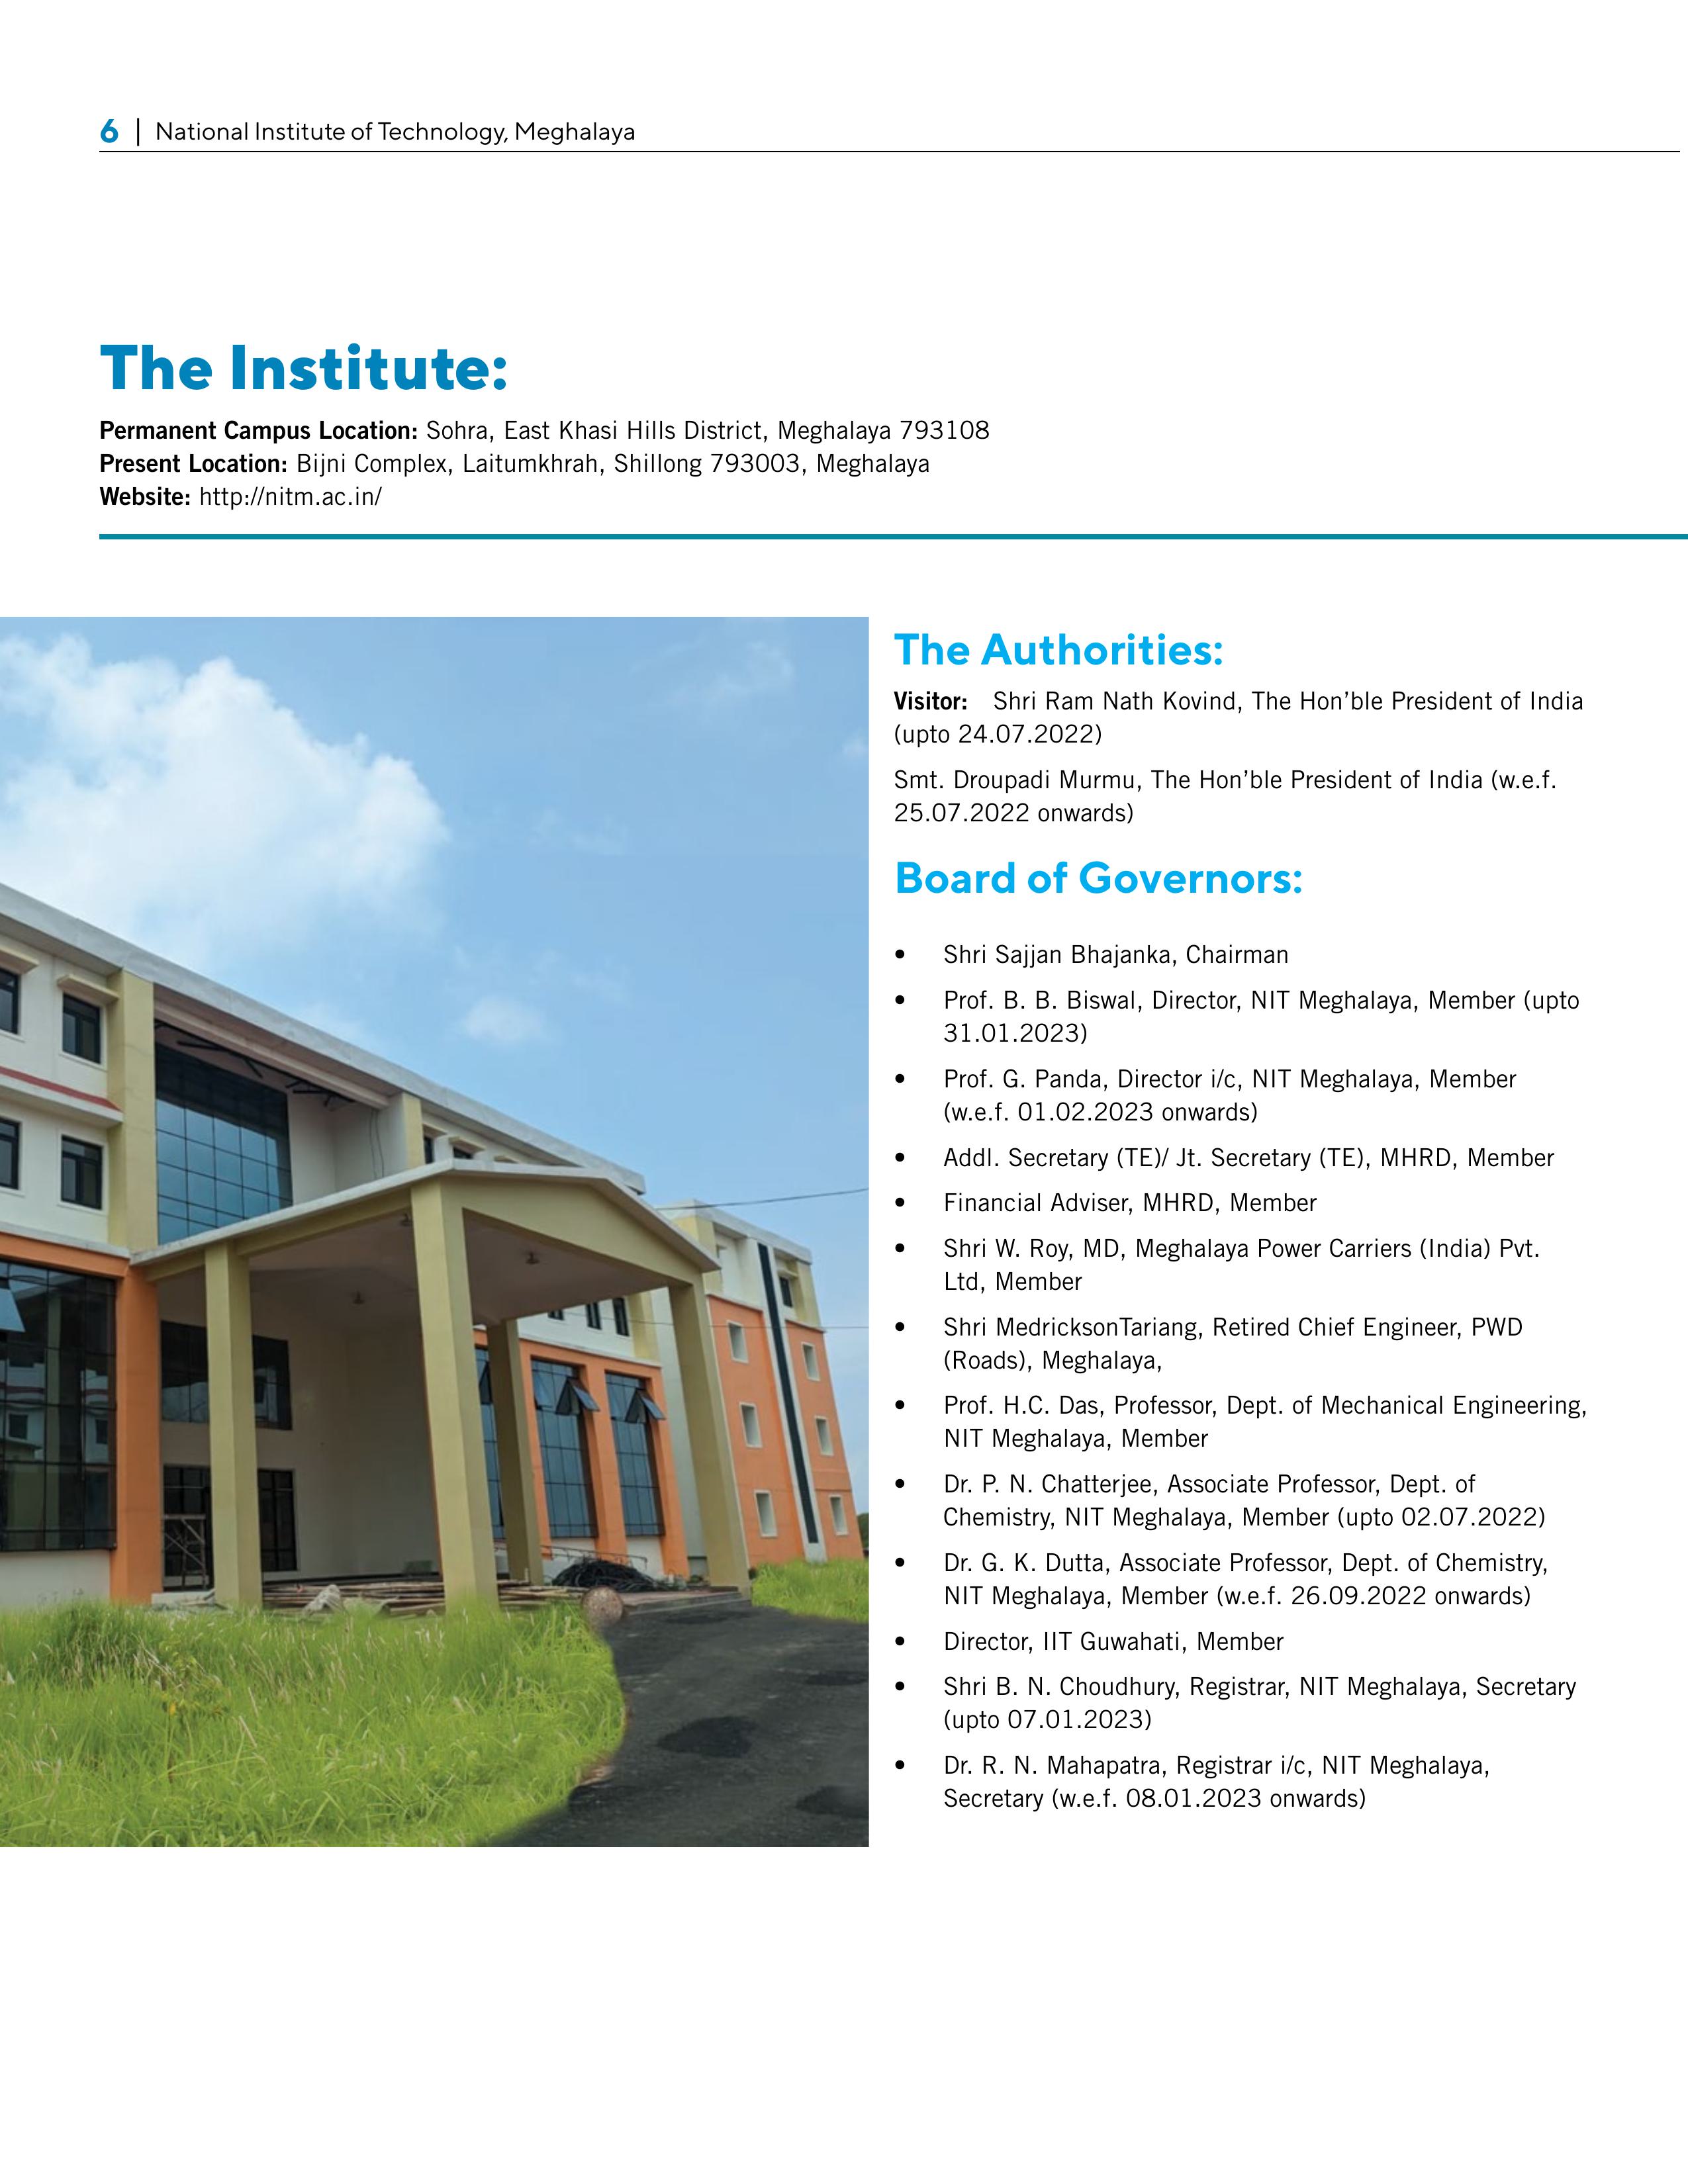 6 | National Institute of Technology, Meghalaya
The Institute:
Permanent Campus Location: Sohra, East Khasi Hills District, Meghalaya 793108
Present Location: Bijni Complex, Laitumkhrah, Shillong 793003, Meghalaya
Website: http://nitm.ac.in/
The Authorities:
Visitor: Shri Ram Nath Kovind, The Hon’ble President of India
(upto 24.07.2022)
Smt. Droupadi Murmu, The Hon’ble President of India (w.e.f.
25.07.2022 onwards)
Board of Governors:
• Shri Sajjan Bhajanka, Chairman
• Prof. B. B. Biswal, Director, NIT Meghalaya, Member (upto
31.01.2023)
• Prof. G. Panda, Director i/c, NIT Meghalaya, Member
(w.e.f. 01.02.2023 onwards)
• Addl. Secretary (TE)/ Jt. Secretary (TE), MHRD, Member
• Financial Adviser, MHRD, Member
• Shri W. Roy, MD, Meghalaya Power Carriers (India) Pvt.
Ltd, Member
• Shri MedricksonTariang, Retired Chief Engineer, PWD
(Roads), Meghalaya,
• Prof. H.C. Das, Professor, Dept. of Mechanical Engineering,
NIT Meghalaya, Member
• Dr. P. N. Chatterjee, Associate Professor, Dept. of
Chemistry, NIT Meghalaya, Member (upto 02.07.2022)
• Dr. G. K. Dutta, Associate Professor, Dept. of Chemistry,
NIT Meghalaya, Member (w.e.f. 26.09.2022 onwards)
• Director, IIT Guwahati, Member
• Shri B. N. Choudhury, Registrar, NIT Meghalaya, Secretary
(upto 07.01.2023)
• Dr. R. N. Mahapatra, Registrar i/c, NIT Meghalaya,
Secretary (w.e.f. 08.01.2023 onwards)